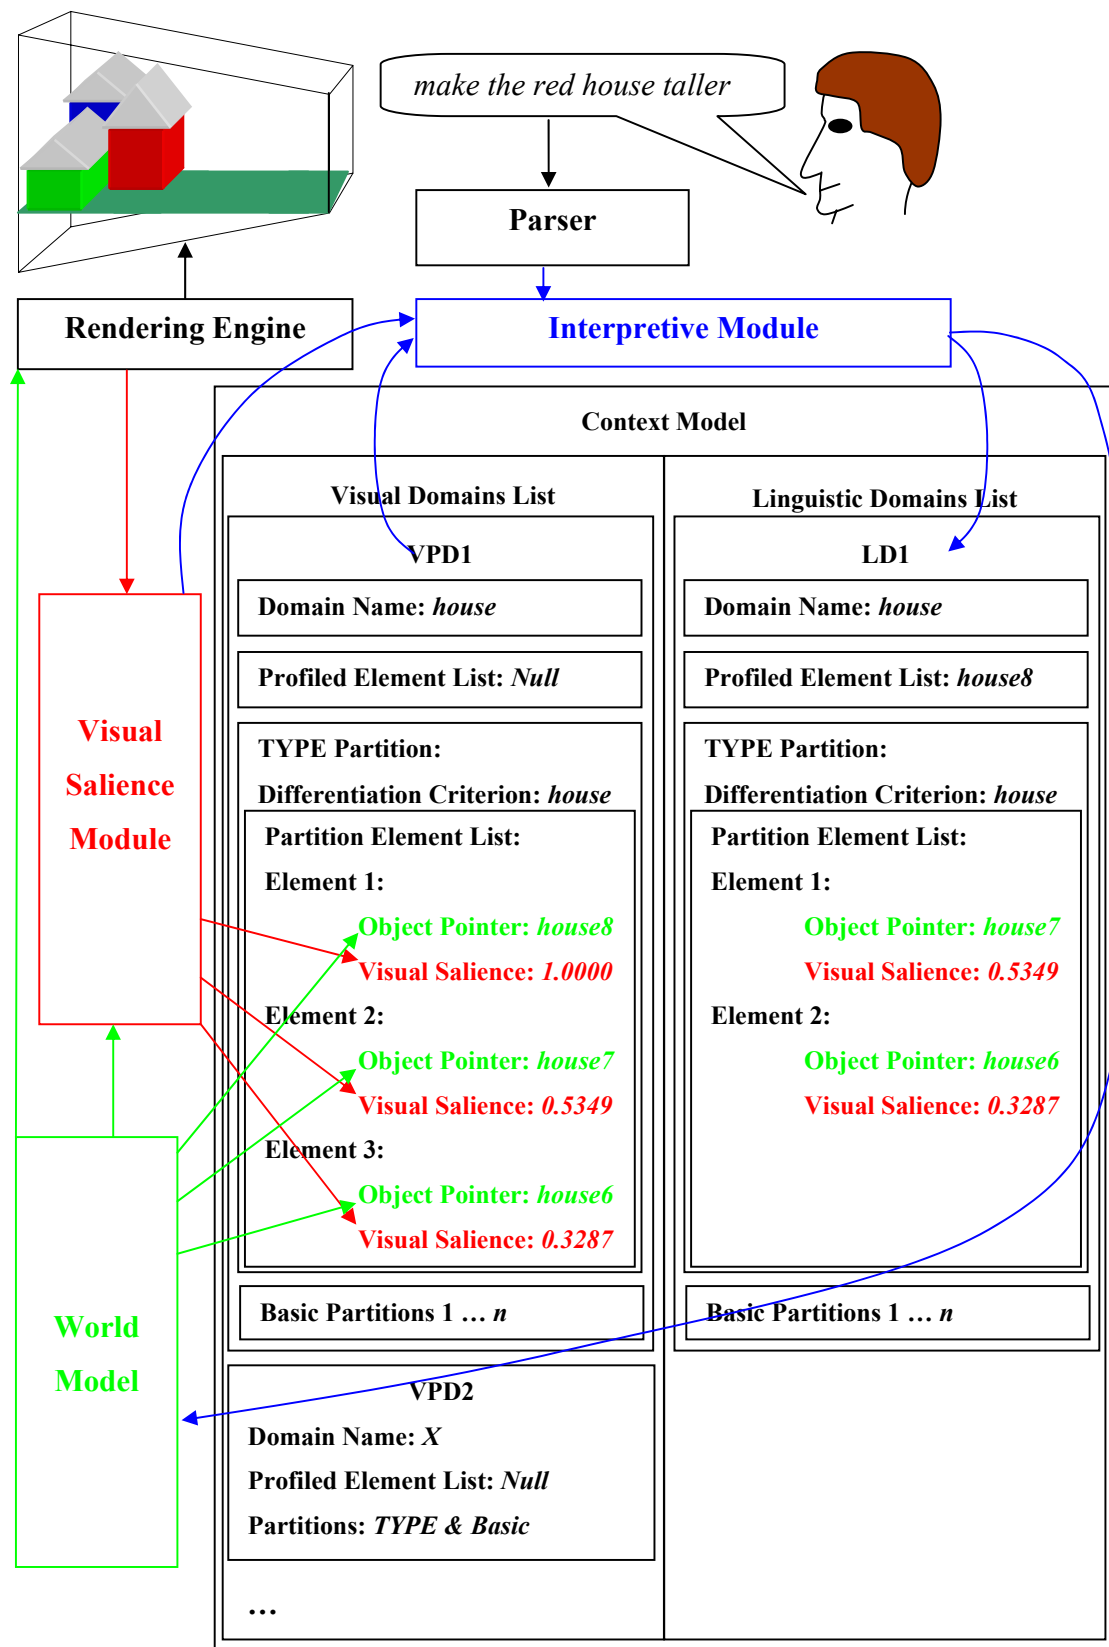 make the red house taller
Parser
Rendering Engine
Interpretive Module
Context Model
Visual Domains List
VPD1
Domain Name: house
Profiled Element List: Null
TYPE Partition:
Differentiation Criterion: house
Partition Element List:
Element 1:
Object Pointer: house8
Visual Salience: 1.0000
Element 2:
Object Pointer: house7
Visual Salience: 0.5349
Element 3:
Object Pointer: house6
Visual Salience: 0.3287
Basic Partitions 1 … n
VPD2
Domain Name: X
Profiled Element List: Null
Partitions: TYPE & Basic
…
Linguistic Domains List
LD1
Domain Name: house
Profiled Element List: house8
TYPE Partition:
Differentiation Criterion: house
Partition Element List:
Element 1:
Object Pointer: house7
Visual Salience: 0.5349
Element 2:
Object Pointer: house6
Visual Salience: 0.3287
Basic Partitions 1 … n
Visual
Salience
Module
World
Model